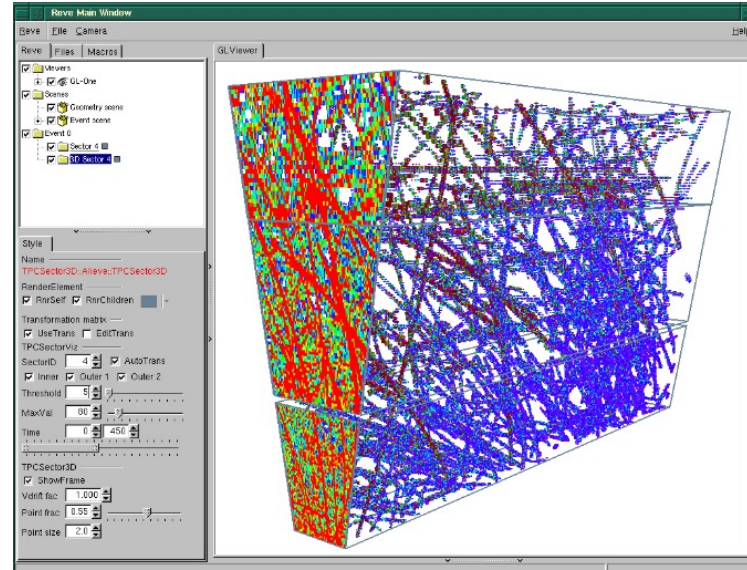 Reve Main Window
Reve File Camera Help
Reve Files Macros
GLViewer
Viewers
GL-One
Scenes
Geometry scene
Event scene
Event 0
Sector 4
3D Sector 4
Style
Name
TPCSector3D::Alieve::TPCSector3D
RenderElement
RnrSelf RnrChildren
Transformation matrix
UseTrans EditTrans
TPCSectorViz
SectorID 4 AutoTrans
Inner Outer 1 Outer 2
Threshold 5
MaxVal 80
Time 0 450
TPCSector3D
ShowFrame
Vdrift fac 1.000
Point frac 0.55
Point size 2.0